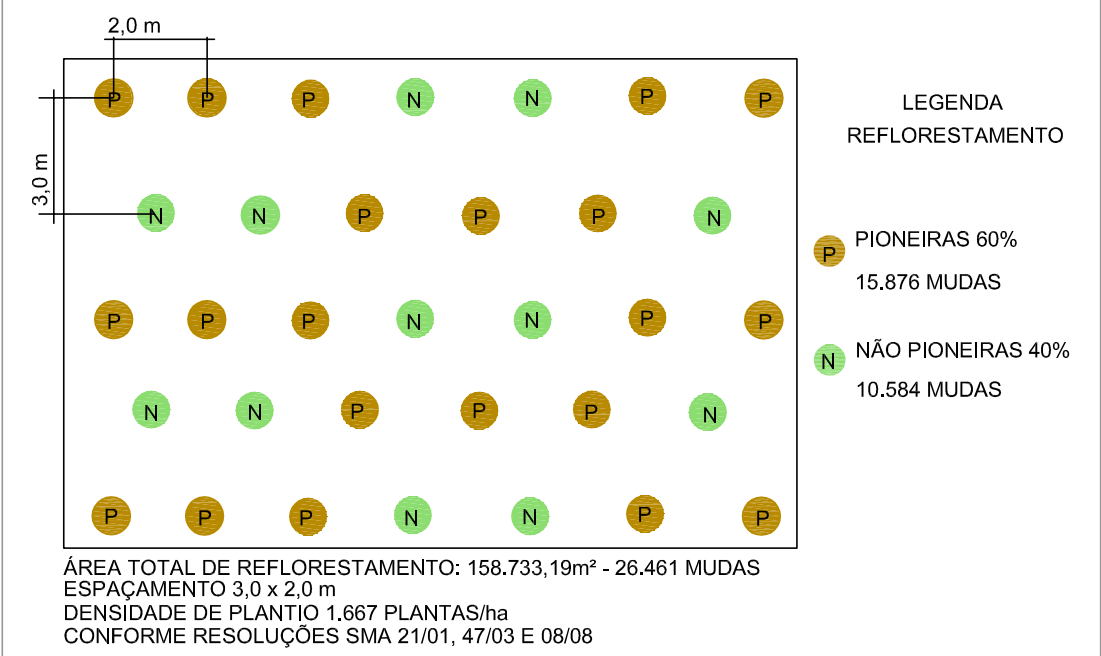 2,0 m
P P P N N P P
3,0 m
N N P P P N
P P P N N P P
N N P P P N
P P P N N P P
LEGENDA
REFLORESTAMENTO
P PIONEIRAS 60%
15.876 MUDAS
N NÃO PIONEIRAS 40%
10.584 MUDAS
ÁREA TOTAL DE REFLORESTAMENTO: 158.733,19m² - 26.461 MUDAS
ESPAÇAMENTO 3,0 x 2,0 m
DENSIDADE DE PLANTIO 1.667 PLANTAS/ha
CONFORME RESOLUÇÕES SMA 21/01, 47/03 E 08/08